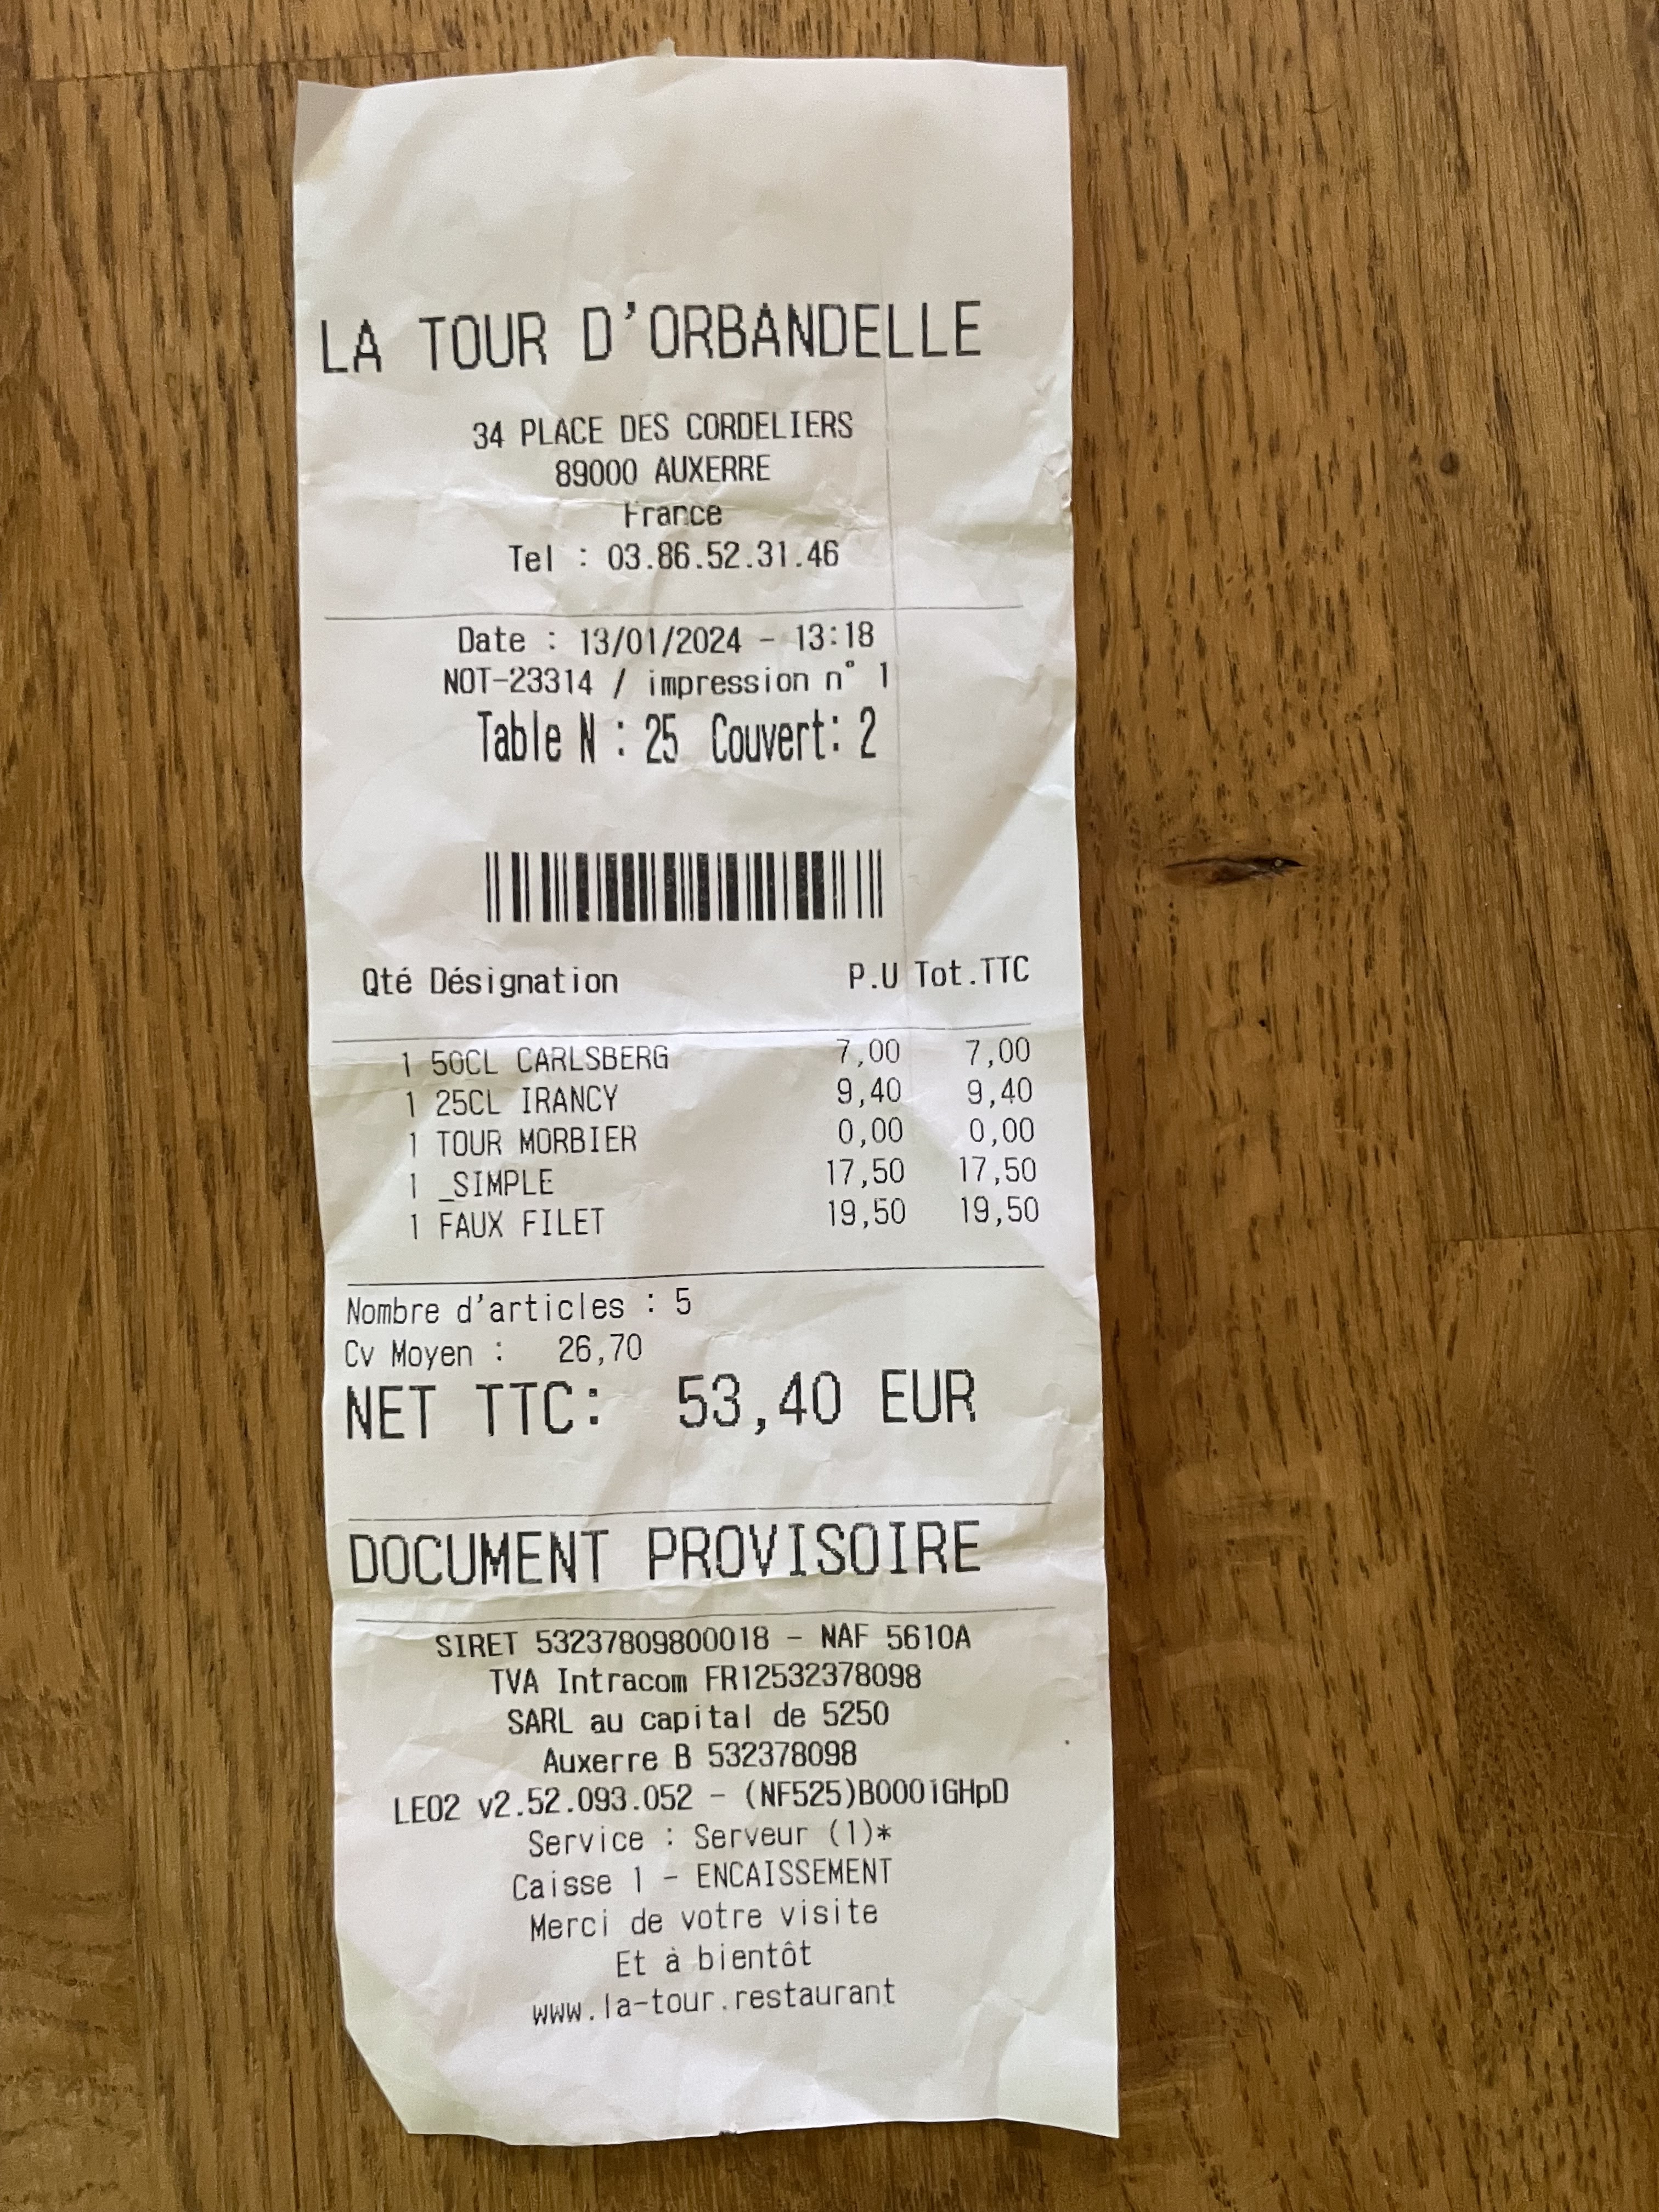 LA TOUR D'ORBANDELLE
34 PLACE DES CORDELIERS
89000 AUXERRE
France
Tel : 03.86.52.31.46
Date : 13/01/2024 - 13:18
NOT-23314 / impression n° 1
Table N : 25 Couvert: 2
Qté Désignation P.U Tot.TTC
1 50CL CARLSBERG 7,00 7,00
1 25CL IRANCY 9,40 9,40
1 TOUR MORBIER 0,00 0,00
1 _SIMPLE 17,50 17,50
1 FAUX FILET 19,50 19,50
Nombre d'articles : 5
Cv Moyen : 26,70
NET TTC: 53,40 EUR
DOCUMENT PROVISOIRE
SIRET 53237809800018 - NAF 5610A
TVA Intracom FR12532378098
SARL au capital de 5250
Auxerre B 532378098
LEO2 v2.52.093.052 - (NF525)B0001GHpD
Service : Serveur (1)*
Caisse 1 - ENCAISSEMENT
Merci de votre visite
Et à bientôt
www.la-tour.restaurant